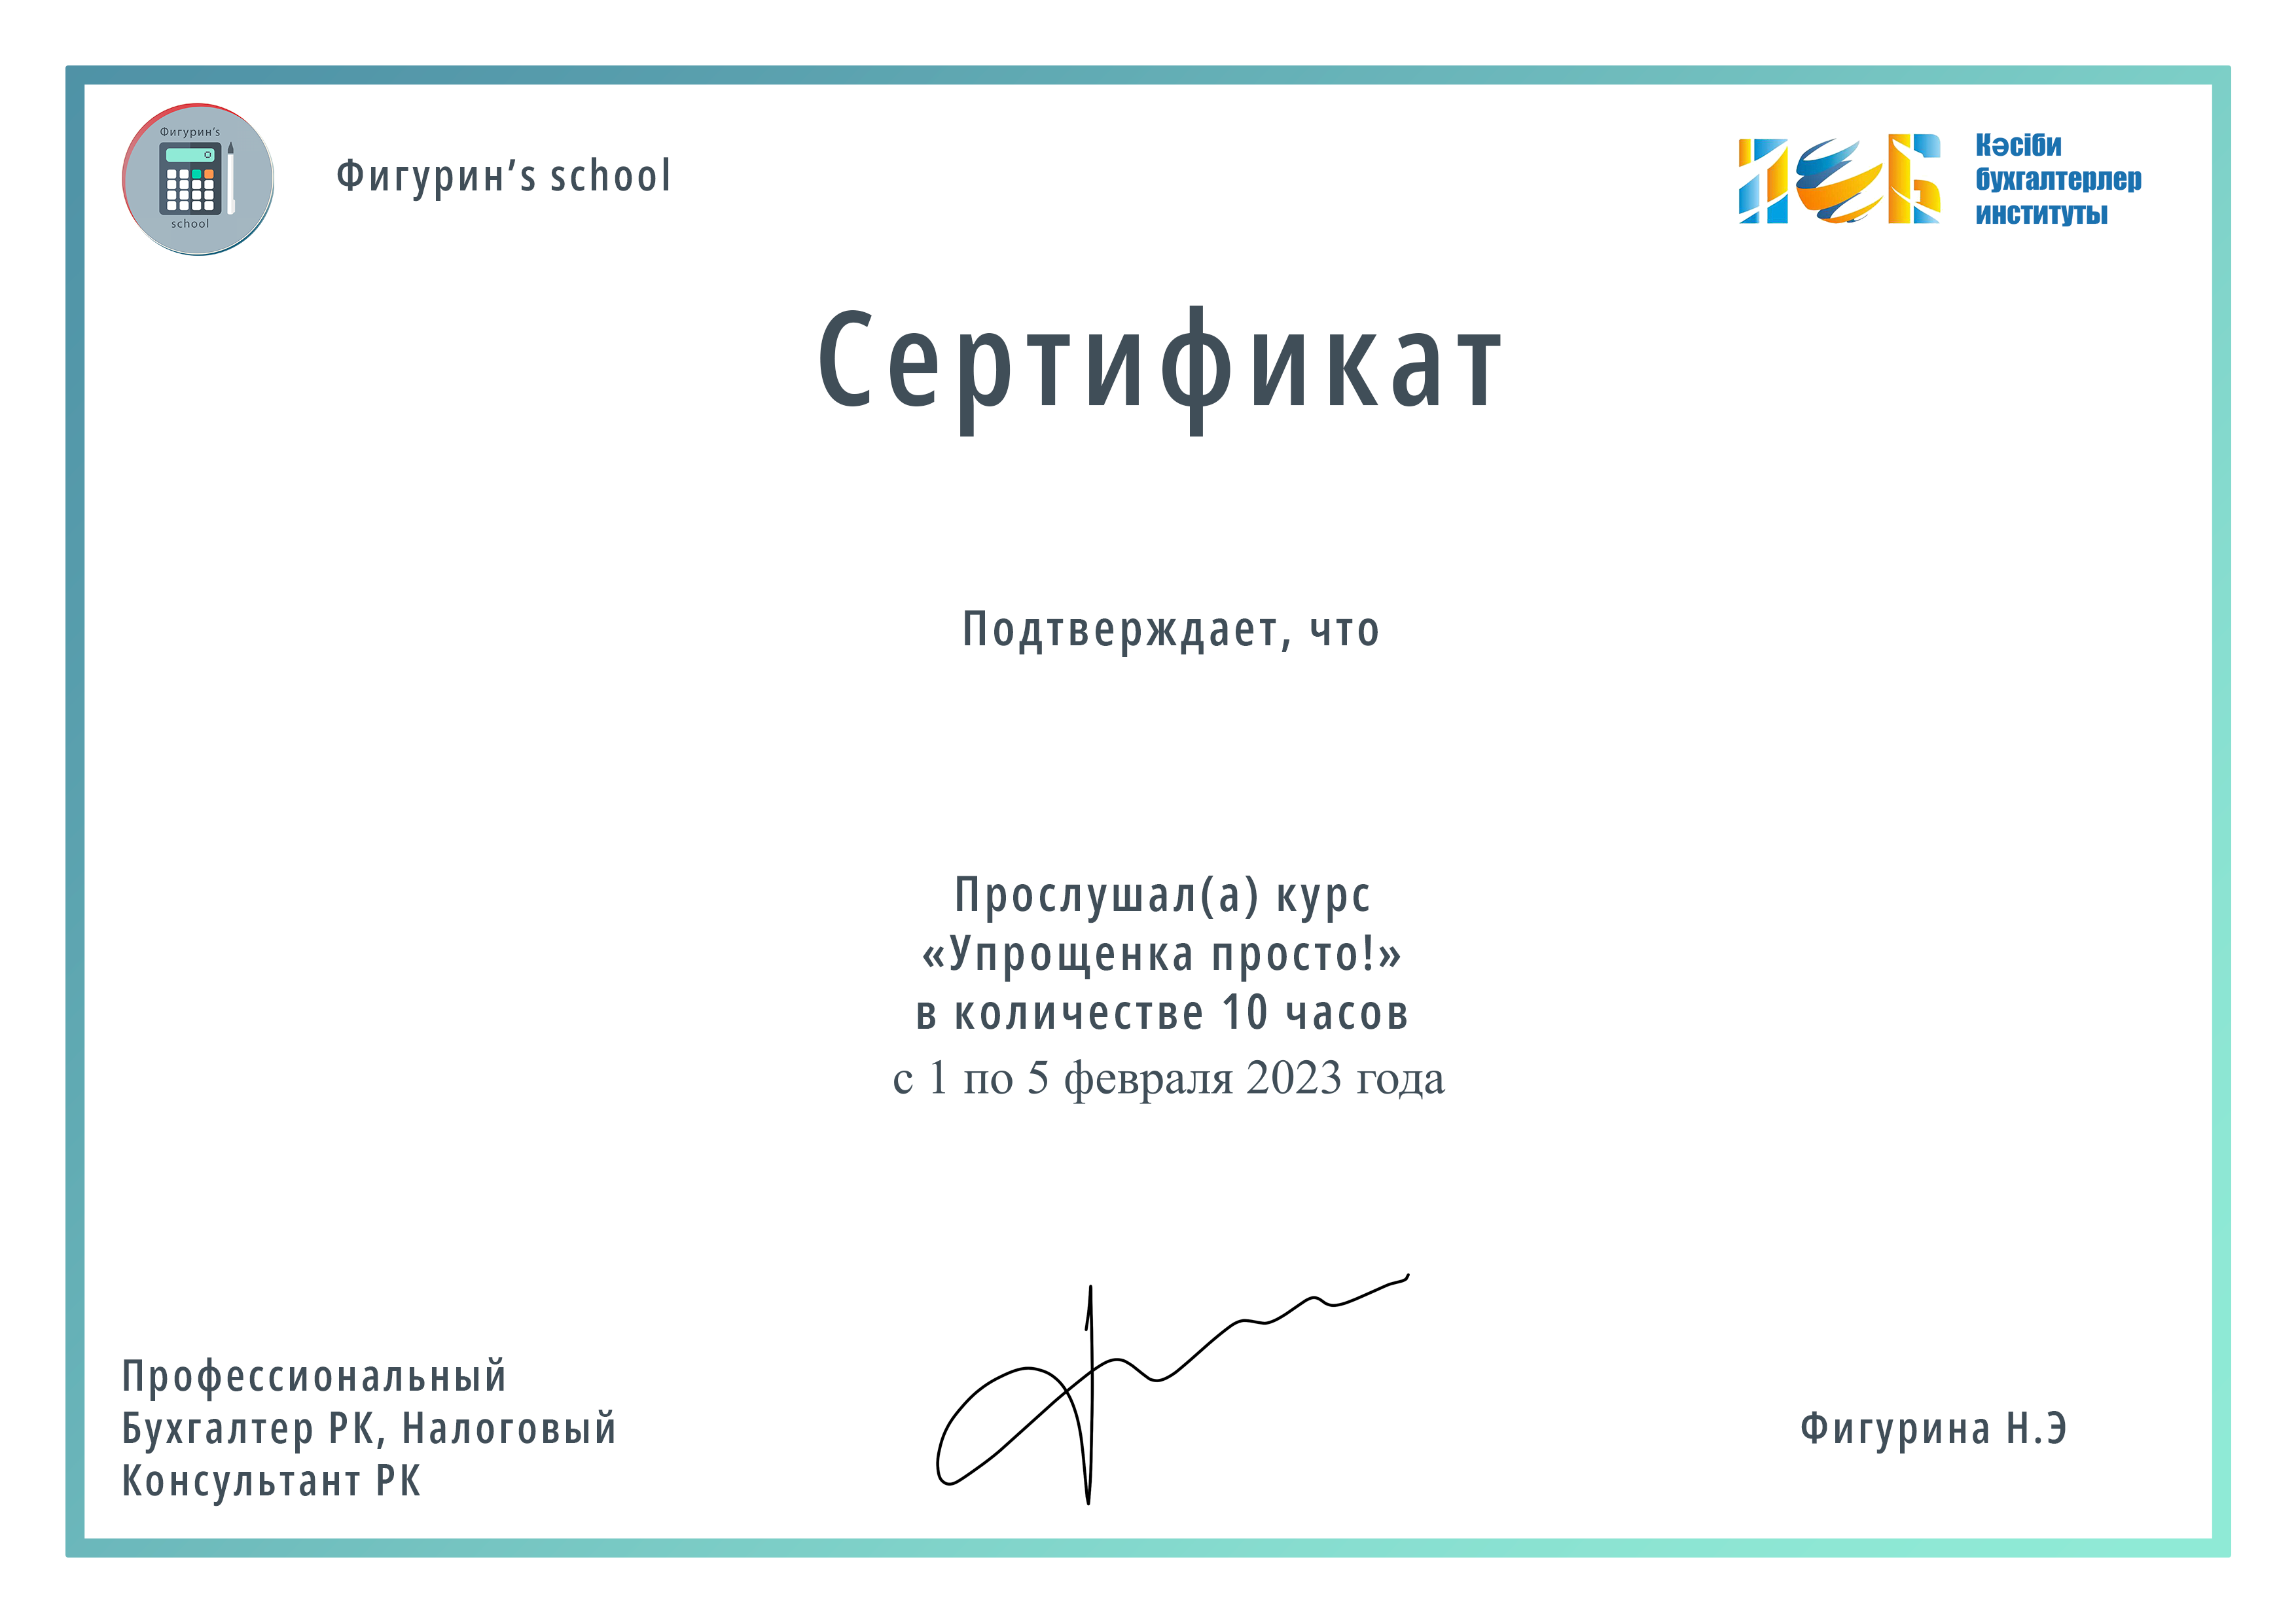 Фигурин's
school
Фигурин's school
Кәсіби
бухгалтерлер
институты
Сертификат
Подтверждает, что
Прослушал(а) курс
«Упрощенка просто!»
в количестве 10 часов
с 1 по 5 февраля 2023 года
Профессиональный
Бухгалтер РК, Налоговый
Консультант РК
Фигурина Н.Э